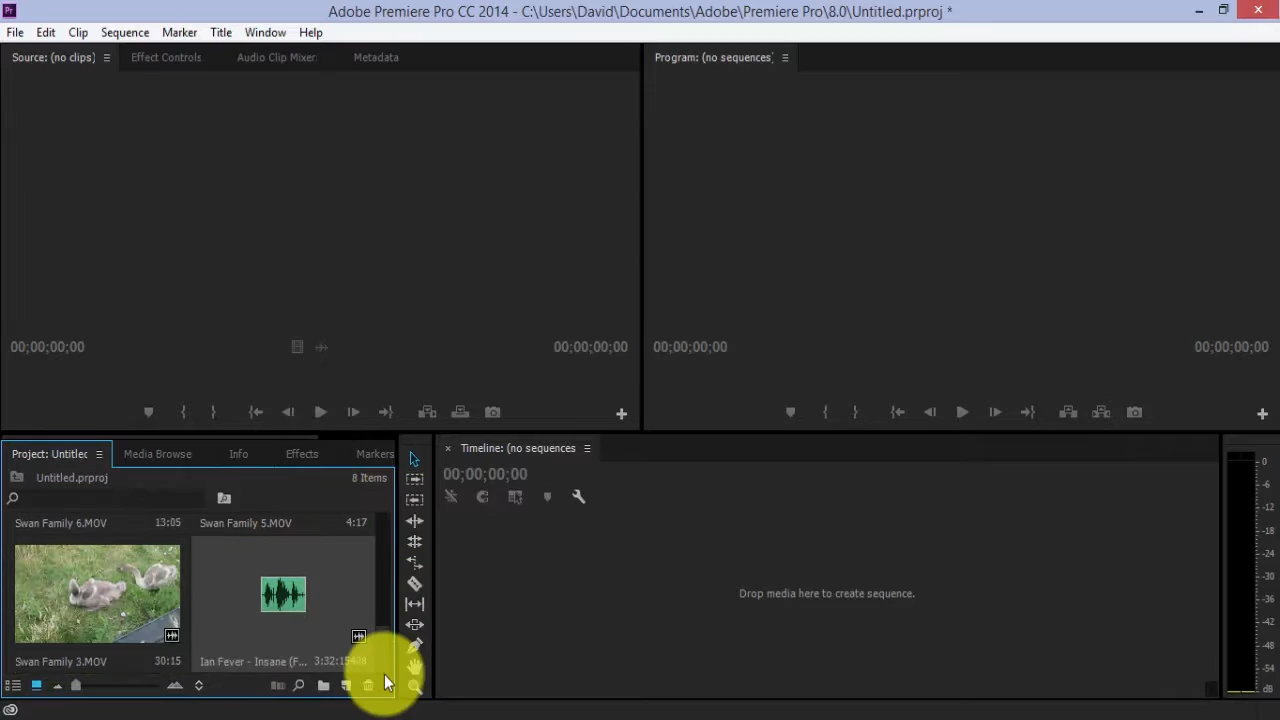 Pr
Adobe Premiere Pro CC 2014 - C:\Users\David\Documents\Adobe\Premiere Pro\8.0\Untitled.prproj *
File Edit Clip Sequence Marker Title Window Help
Source: (no clips) Effect Controls Audio Clip Mixer: Metadata
Program: (no sequences)
00;00;00;00 00;00;00;00
00;00;00;00 00;00;00;00
Project: Untitled Media Browse Info Effects Markers
Untitled.prproj 8 Items
Swan Family 6.MOV 13:05
Swan Family 5.MOV 4:17
Swan Family 3.MOV 30:15
Ian Fever - Insane (F... 3:32:15408
Timeline: (no sequences
00;00;00;00
Drop media here to create sequence.
0
-6
-12
-18
-24
-30
-36
-42
-48
-54
dB